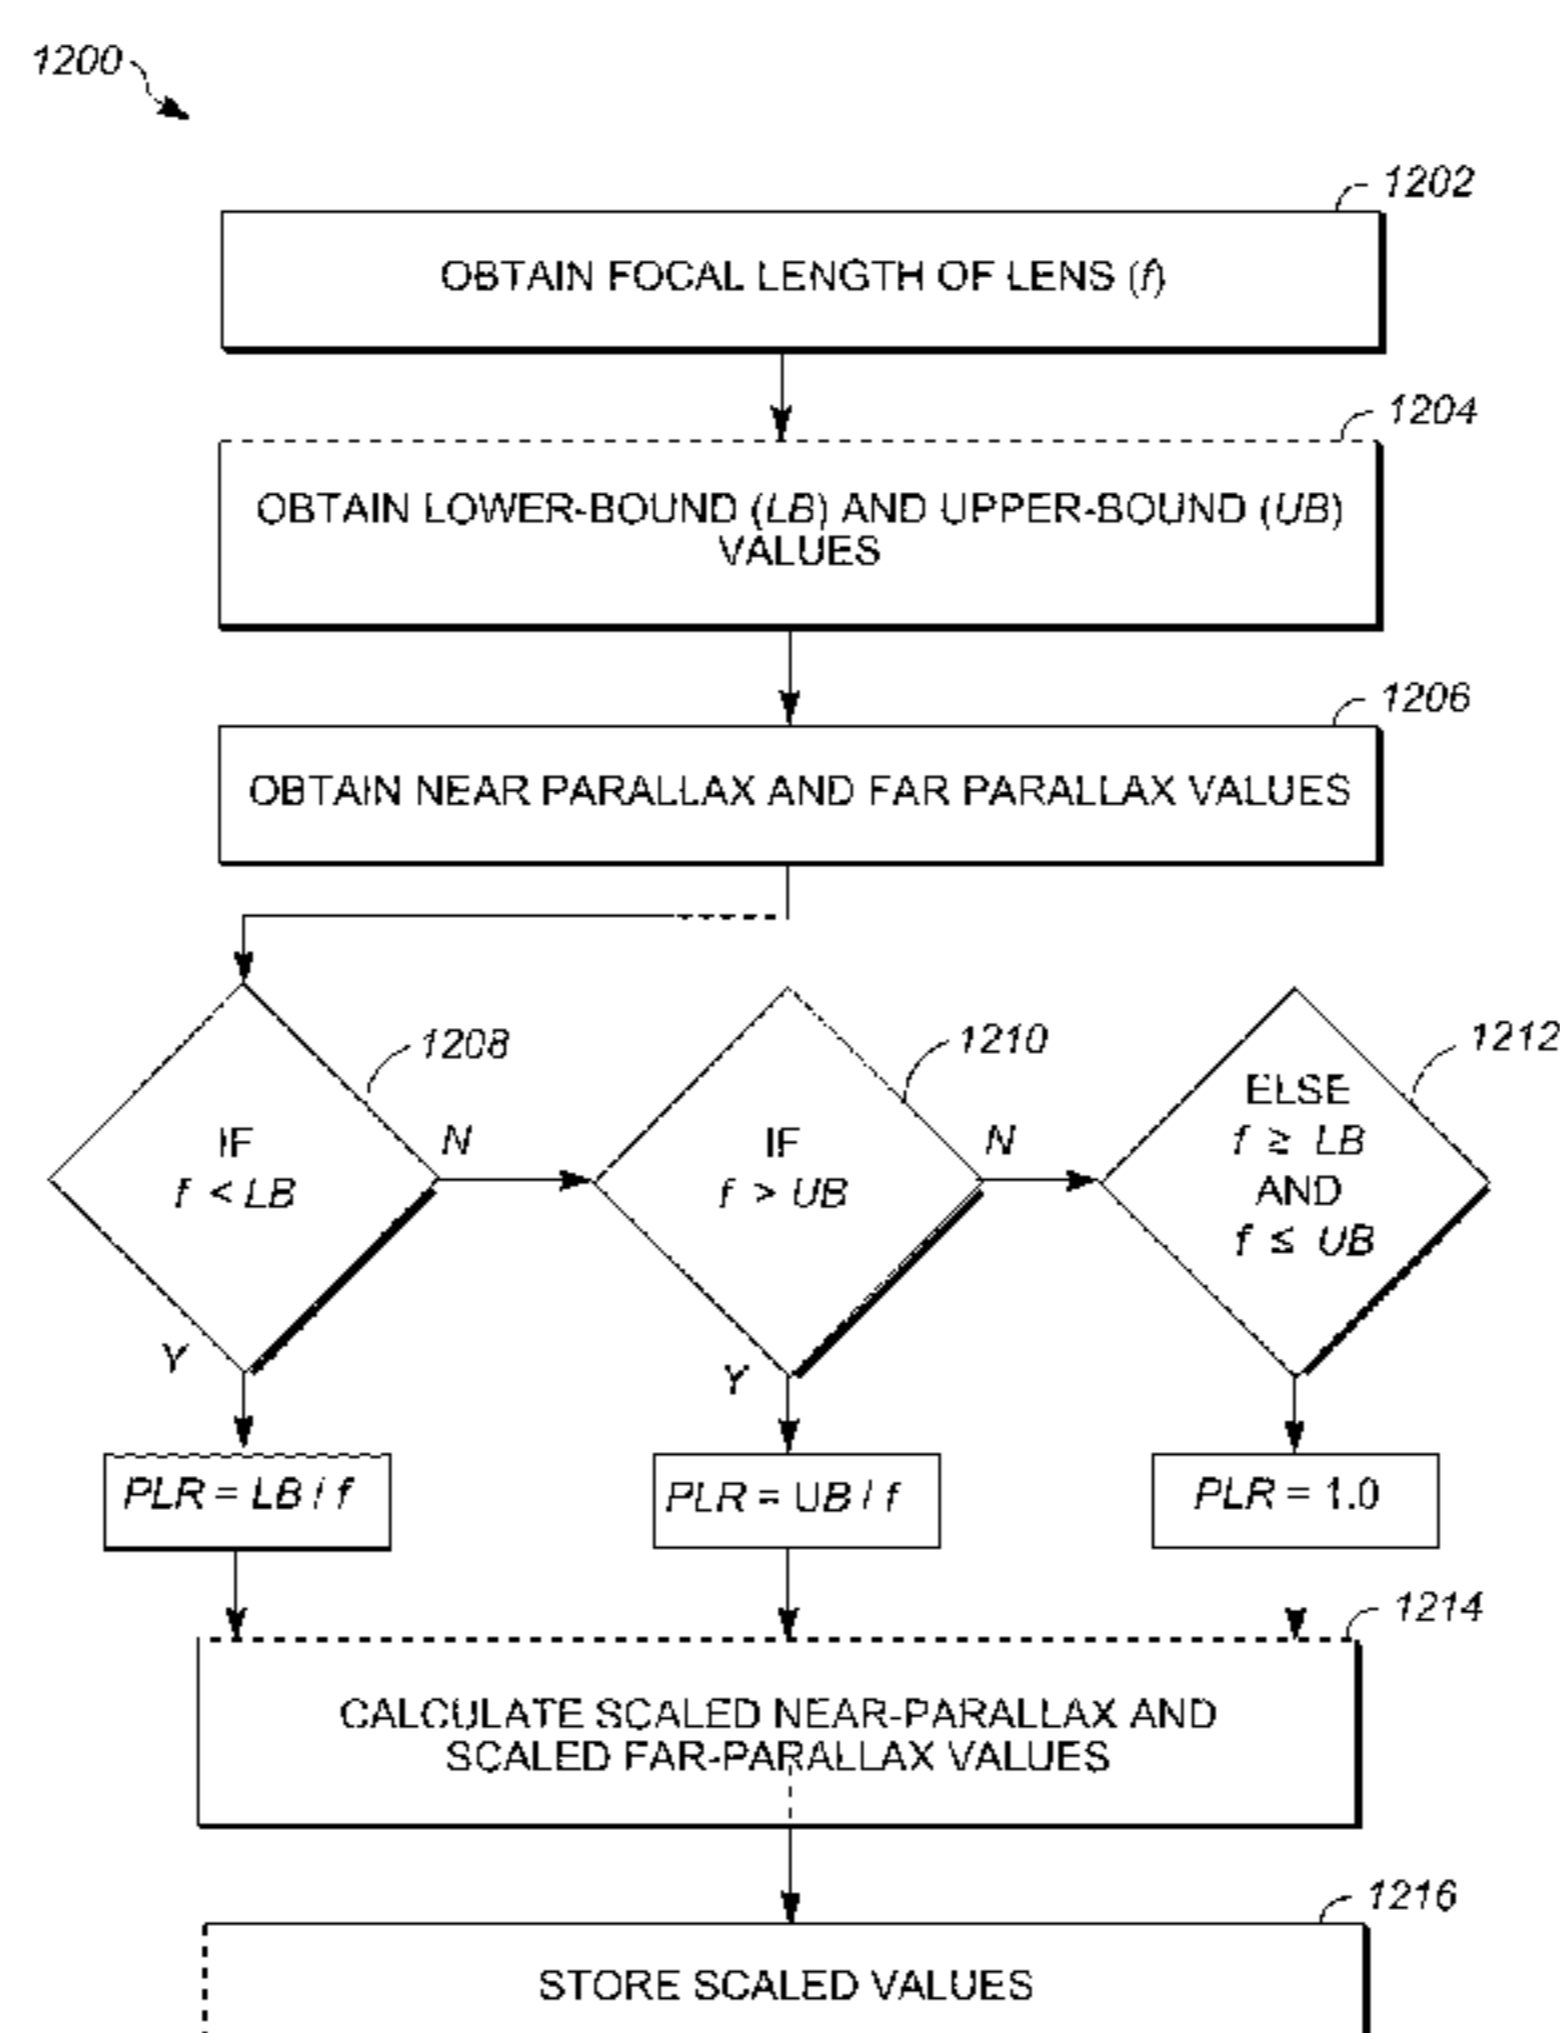 1200
1202
OBTAIN FOCAL LENGTH OF LENS (f)
1204
OBTAIN LOWER-BOUND (LB) AND UPPER-BOUND (UB)
VALUES
1206
OBTAIN NEAR PARALLAX AND FAR PARALLAX VALUES
1208
IF
f < LB
N
Y
1210
IF
f > UB
N
Y
1212
ELSE
f ≥ LB
AND
f ≤ UB
PLR = LB / f
PLR = UB / f
PLR = 1.0
1214
CALCULATE SCALED NEAR-PARALLAX AND
SCALED FAR-PARALLAX VALUES
1216
STORE SCALED VALUES